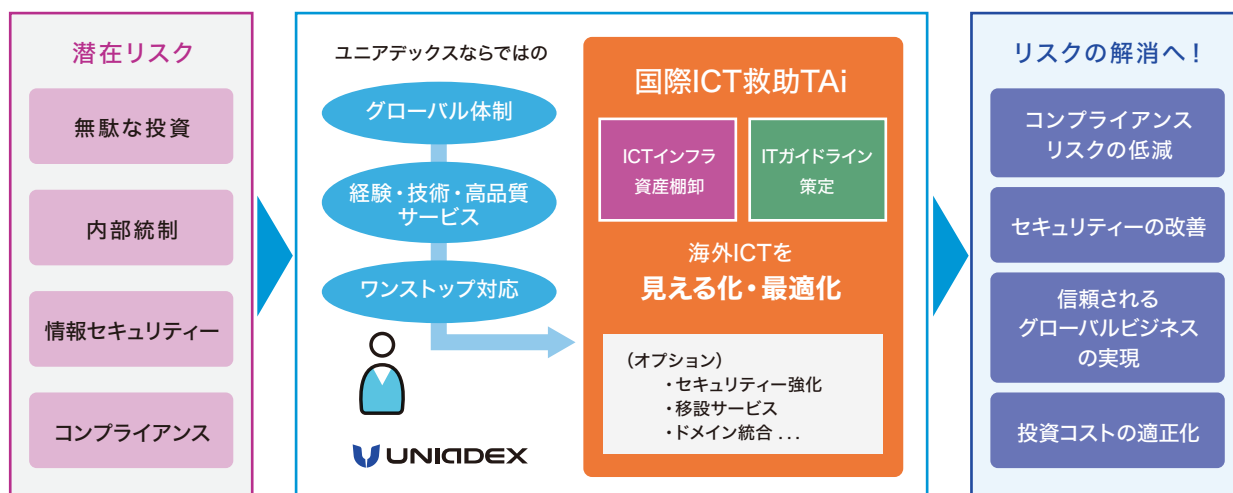 潜在リスク
無駄な投資
内部統制
情報セキュリティー
コンプライアンス
ユニアデックスならではの
グローバル体制
経験・技術・高品質
サービス
ワンストップ対応
UNIADEX
国際ICT救助TAi
ICTインフラ
資産棚卸
ITガイドライン
策定
海外ICTを
見える化・最適化
(オプション)
・セキュリティー強化
・移設サービス
・ドメイン統合 ...
リスクの解消へ!
コンプライアンス
リスクの低減
セキュリティーの改善
信頼される
グローバルビジネス
の実現
投資コストの適正化